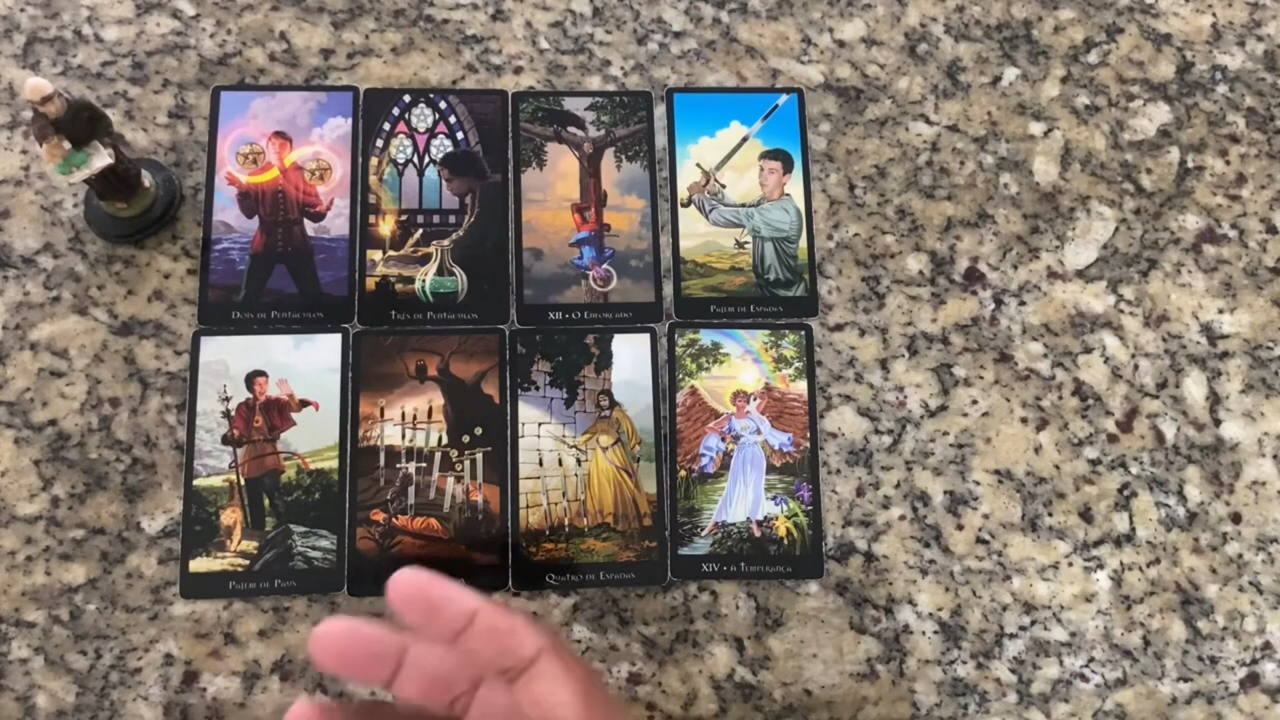 Dois de Pentáculos
Três de Pentáculos
XII • O Enforcado
Pajem de Espadas
Pajem de Paus
Quatro de Espadas
XIV • A Temperança